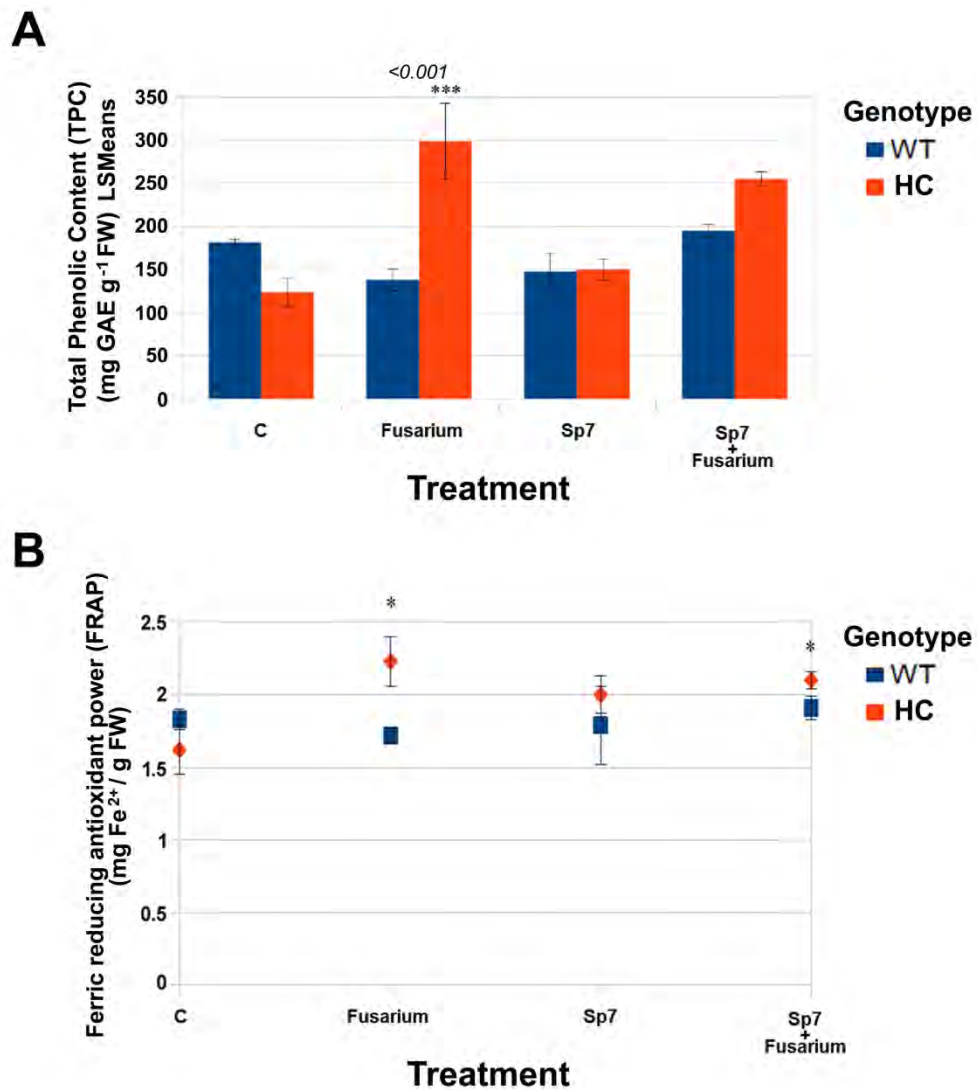 A
<0.001
***
Total Phenolic Content (TPC)
(mg GAE g⁻¹ FW) LSMeans
350
300
250
200
150
100
50
0
C
Fusarium
Sp7
Sp7
+
Fusarium
Treatment
Genotype
WT
HC
B
Ferric reducing antioxidant power (FRAP)
(mg Fe²⁺/ g FW)
*
*
2.5
2
1.5
1
0.5
0
C
Fusarium
Sp7
Sp7
+
Fusarium
Treatment
Genotype
WT
HC